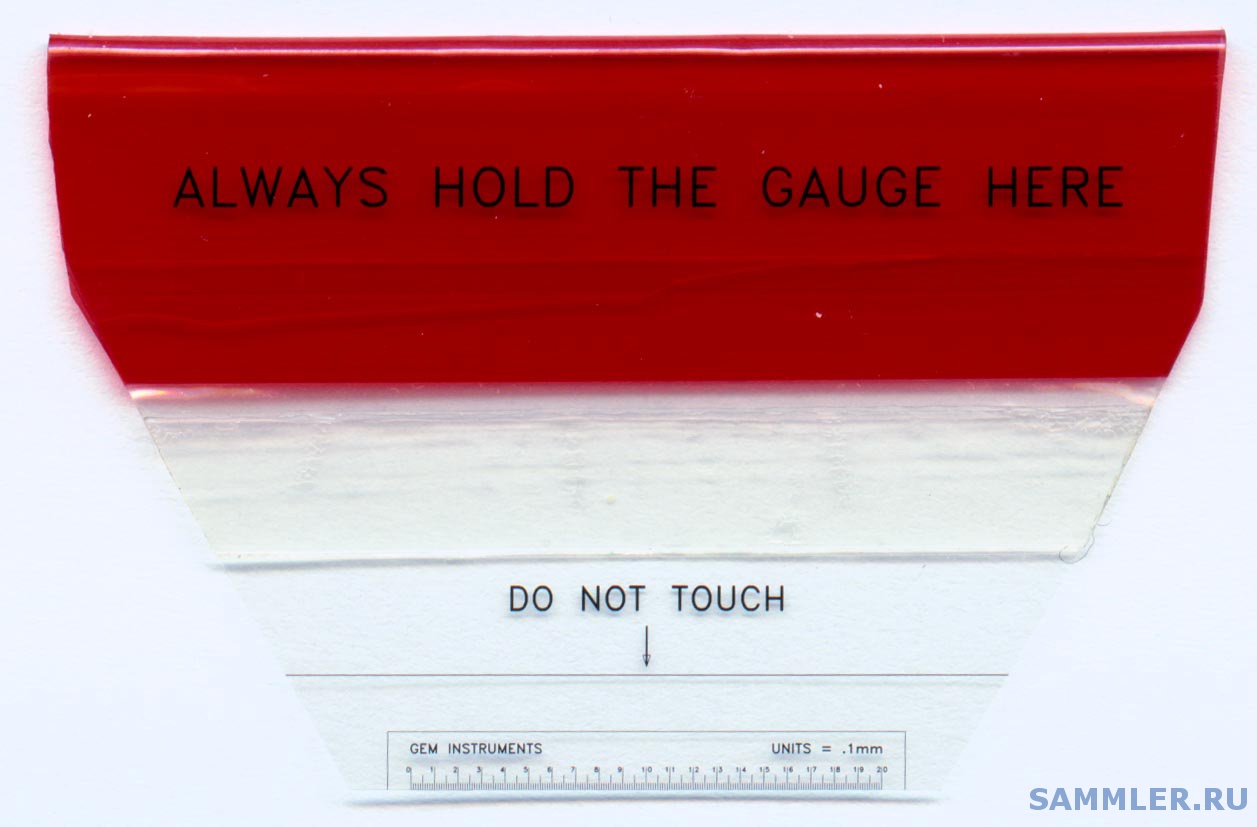 ALWAYS HOLD THE GAUGE HERE
DO NOT TOUCH
GEM INSTRUMENTS UNITS = .1mm
0 1 2 3 4 5 6 7 8 9 10 11 12 13 14 15 16 17 18 19 20
SAMMLER.RU